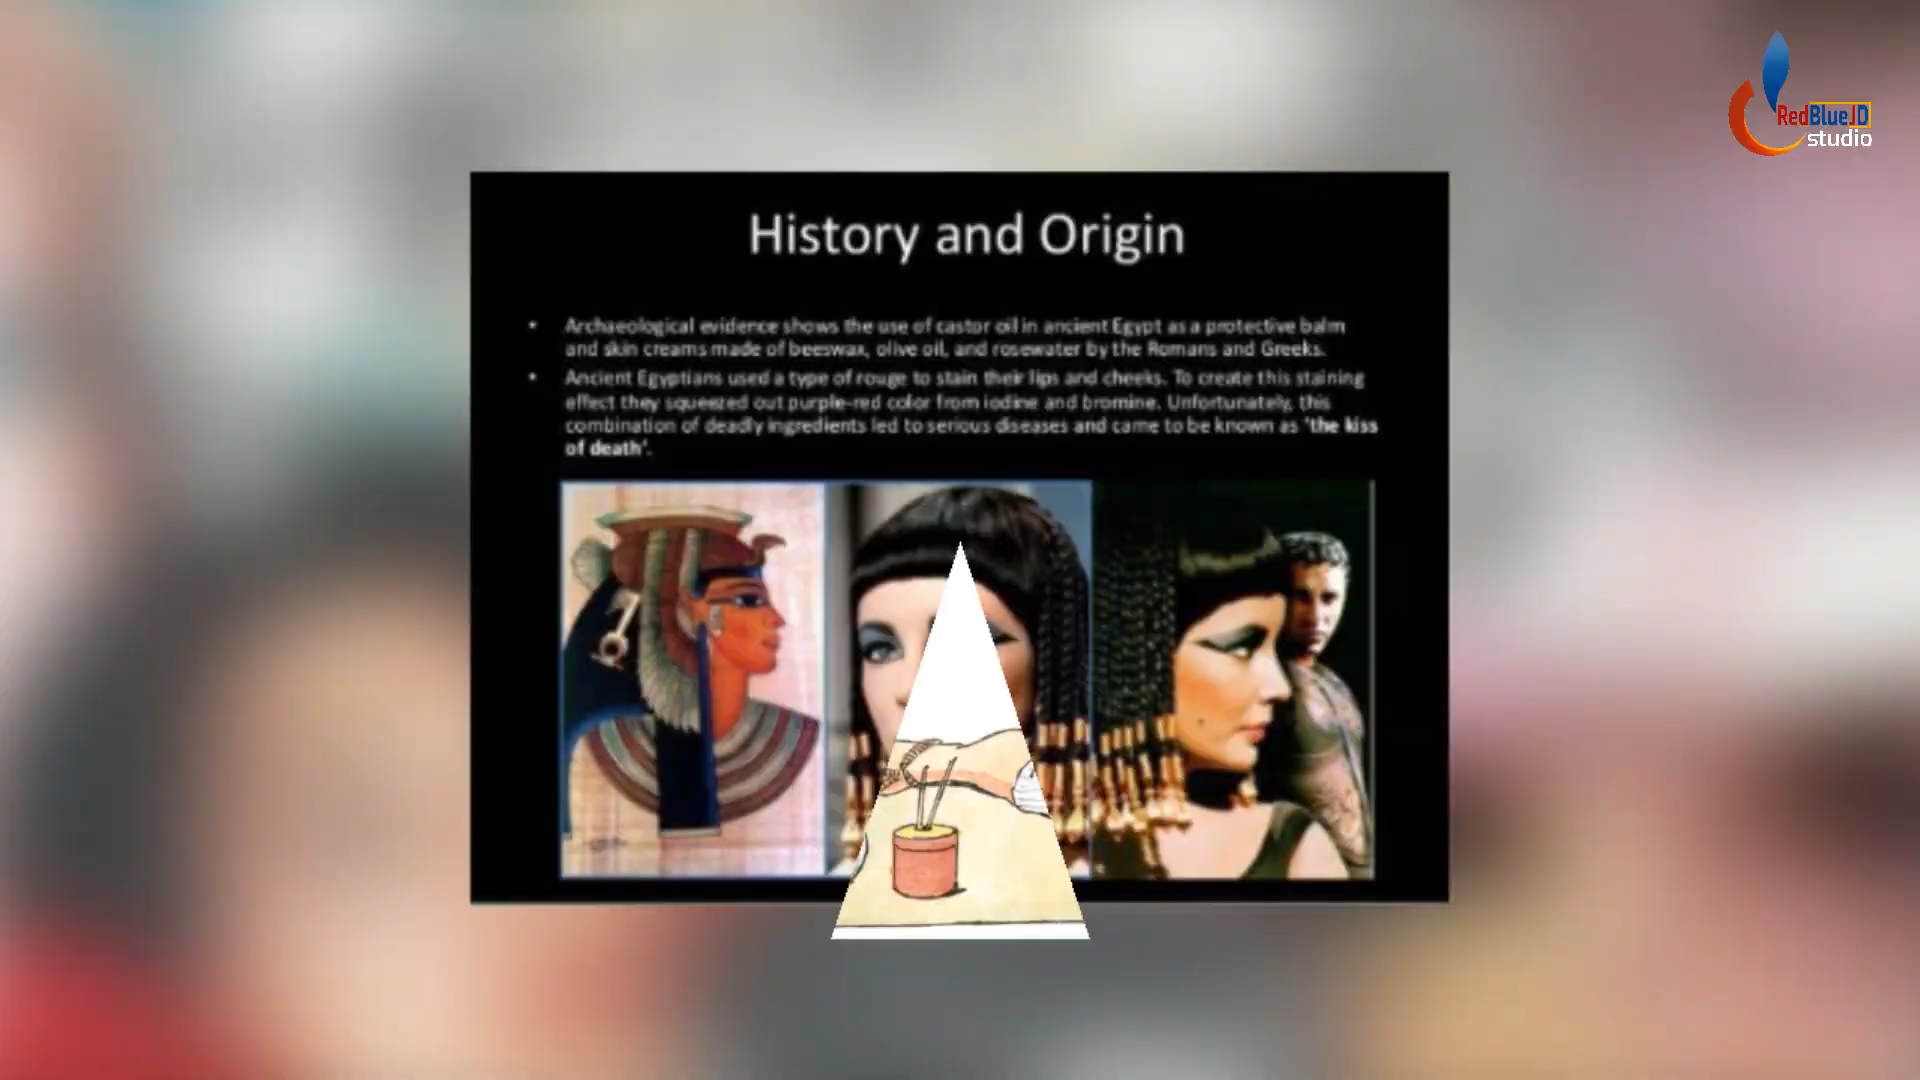 RedBlueJD
studio
History and Origin
• Archaeological evidence shows the use of castor oil in ancient Egypt as a protective balm
and skin creams made of beeswax, olive oil, and rosewater by the Romans and Greeks.
• Ancient Egyptians used a type of rouge to stain their lips and cheeks. To create this staining
effect they squeezed out purple-red color from iodine and bromine. Unfortunately, this
combination of deadly ingredients led to serious diseases and came to be known as 'the kiss
of death'.